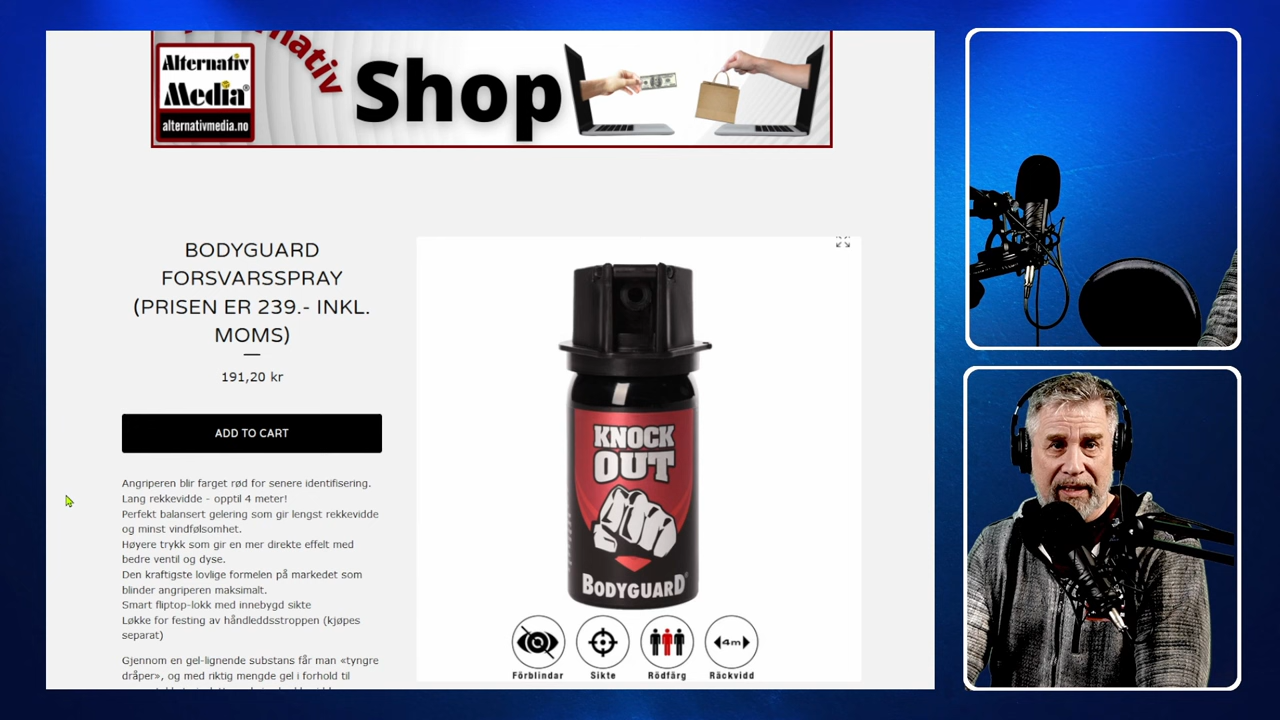 Alternativ
Media®
alternativmedia.no
Shop
BODYGUARD
FORSVARSSPRAY
(PRISEN ER 239.- INKL.
MOMS)
191,20 kr
ADD TO CART
Angriperen blir farget rød for senere identifisering.
Lang rekkevidde - opptil 4 meter!
Perfekt balansert gelering som gir lengst rekkevidde
og minst vindfølsomhet.
Høyere trykk som gir en mer direkte effelt med
bedre ventil og dyse.
Den kraftigste lovlige formelen på markedet som
blinder angriperen maksimalt.
Smart fliptop-lokk med innebygd sikte
Løkke for festing av håndleddsstroppen (kjøpes
separat)
Gjennom en gel-lignende substans får man «tyngre
dråper», og med riktig mengde gel i forhold til
KNOCK
OUT
BODYGUARD®
Förblindar
Sikte
Rödfärg
4m
Räckvidd